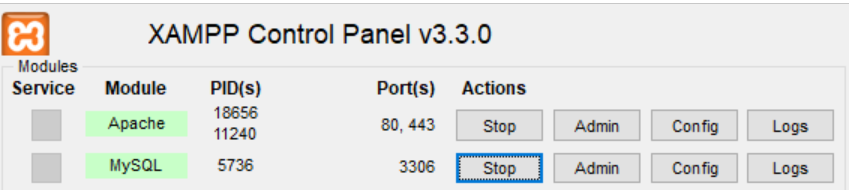 XAMPP Control Panel v3.3.0
Modules
Service Module PID(s) Port(s) Actions
Apache 18656 11240 80, 443 Stop Admin Config Logs
MySQL 5736 3306 Stop Admin Config Logs